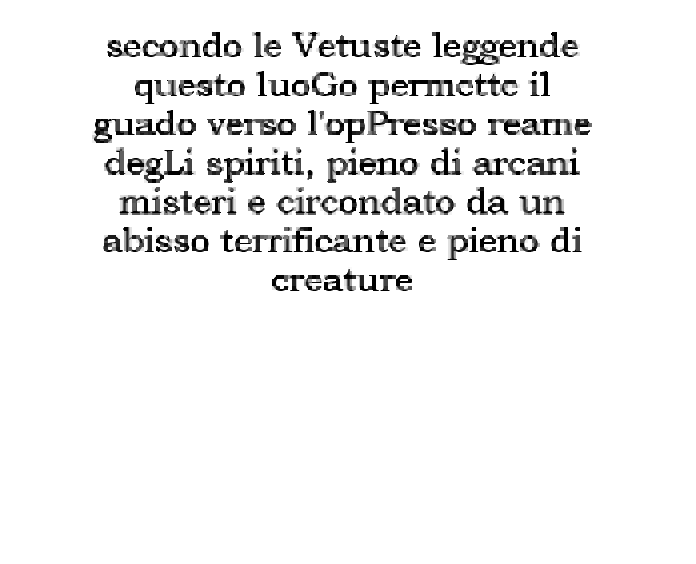 secondo le Vetuste leggende
questo luoGo permette il
guado verso l'opPresso reame
degLi spiriti, pieno di arcani
misteri e circondato da un
abisso terrificante e pieno di
creature